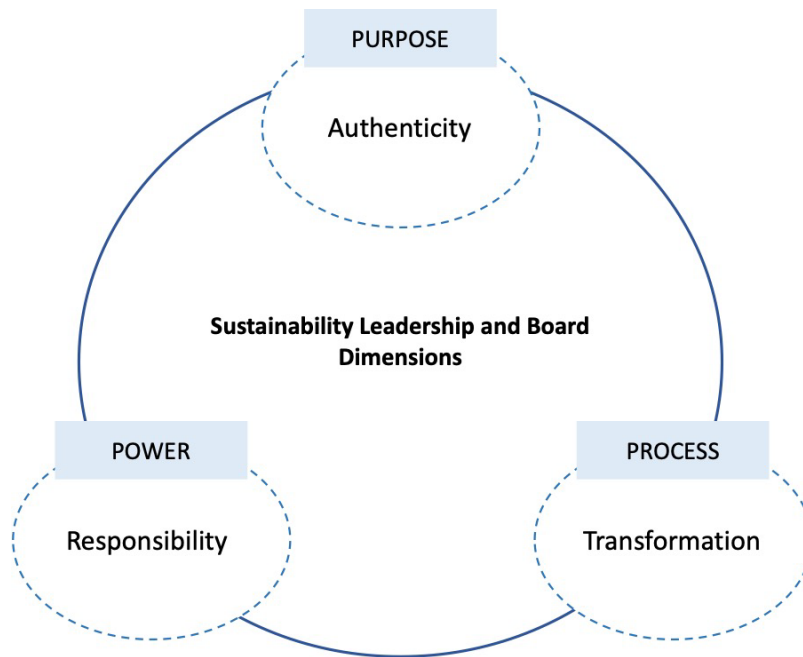 PURPOSE
Authenticity
Sustainability Leadership and Board
Dimensions
POWER
Responsibility
PROCESS
Transformation